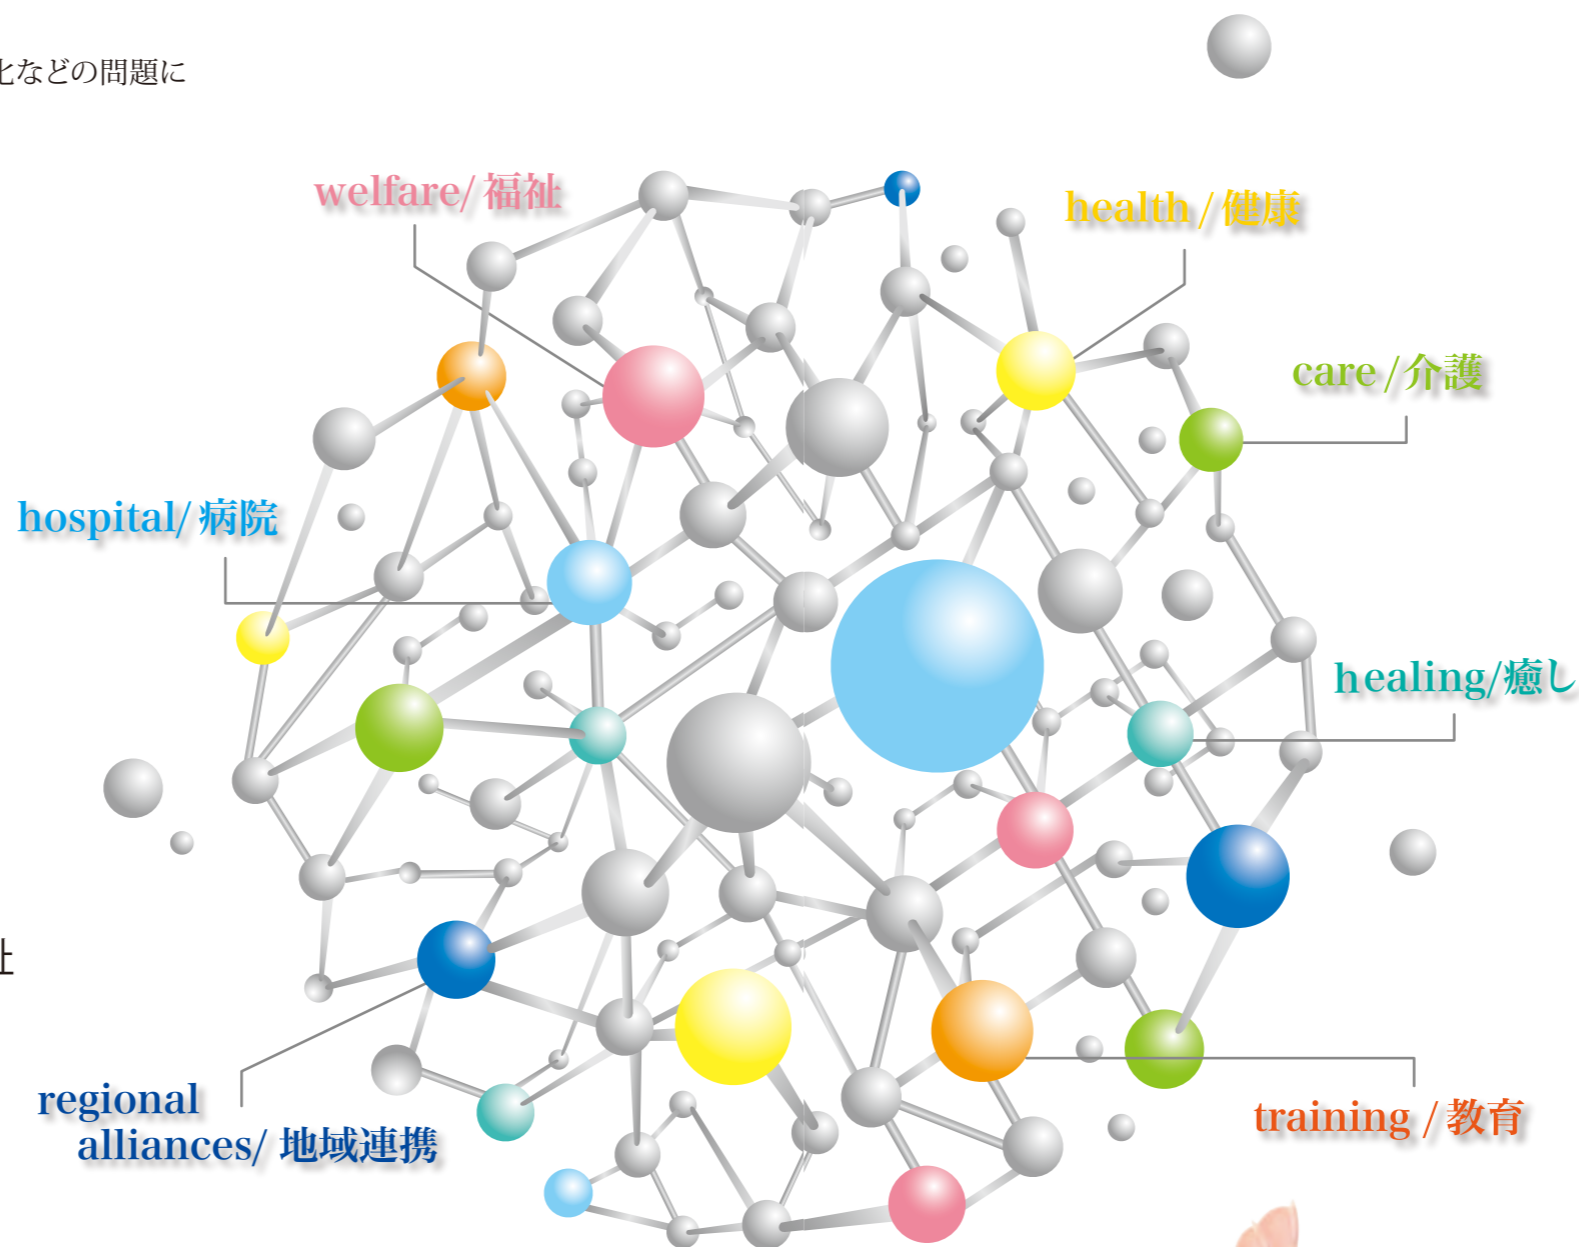 化などの問題に
welfare/ 福祉
health / 健康
care / 介護
hospital/ 病院
healing/癒し
祉
regional
alliances/ 地域連携
training / 教育